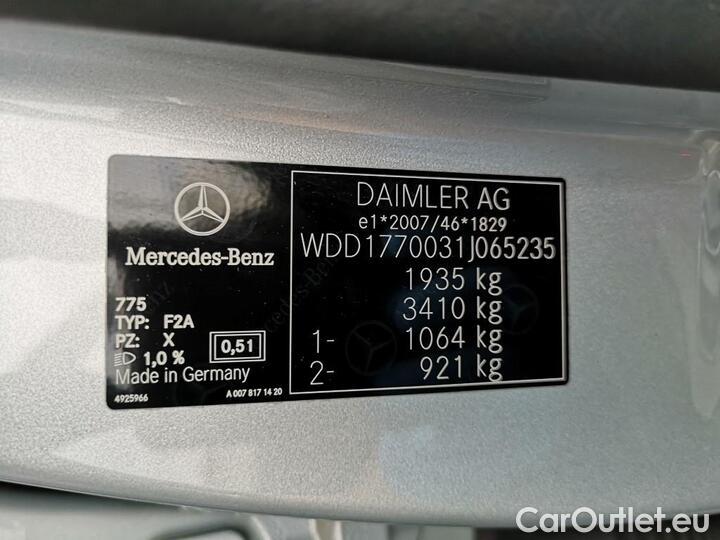 Mercedes-Benz
775
TYP: F2A
PZ: X
1,0 %
0,51
Made in Germany
4925966
A 007 817 14 20
DAIMLER AG
e1*2007/46*1829
WDD1770031J065235
1935 kg
3410 kg
1- 1064 kg
2- 921 kg
CarOutlet.eu